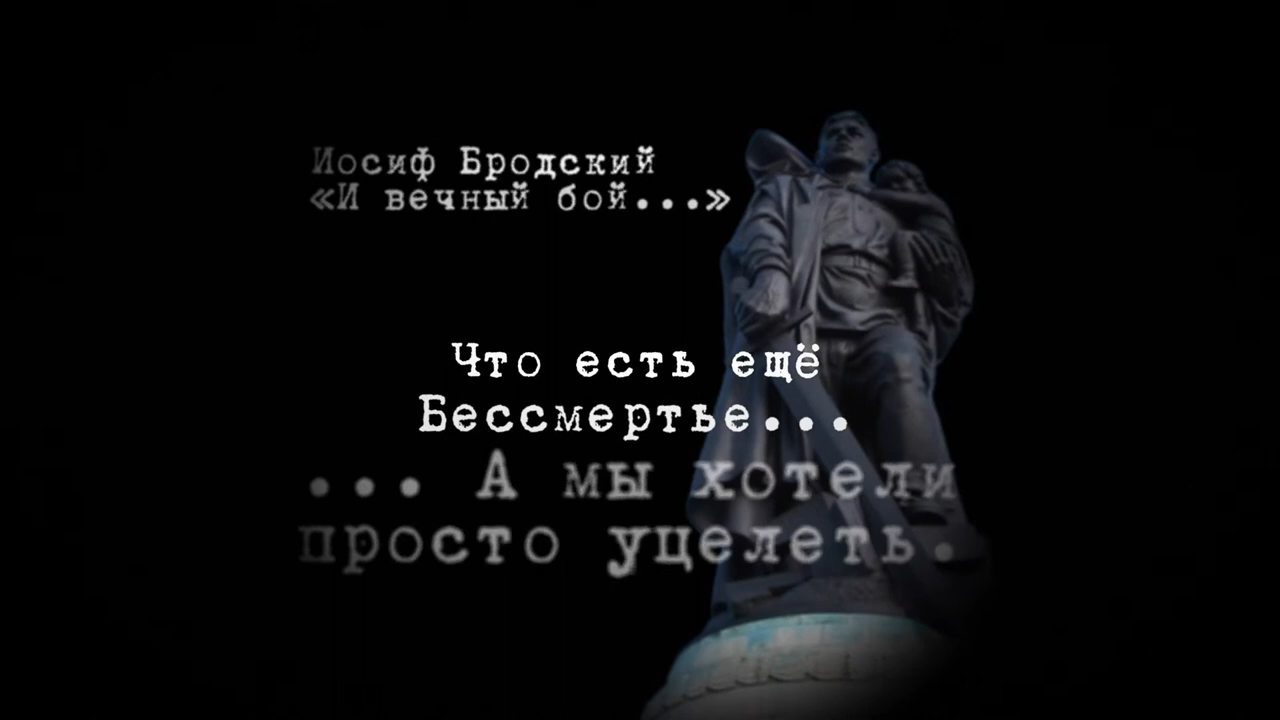 Иосиф Бродский
«И вечный бой...»
Что есть ещё
Бессмертье...
... А мы хотели
просто уцелеть.